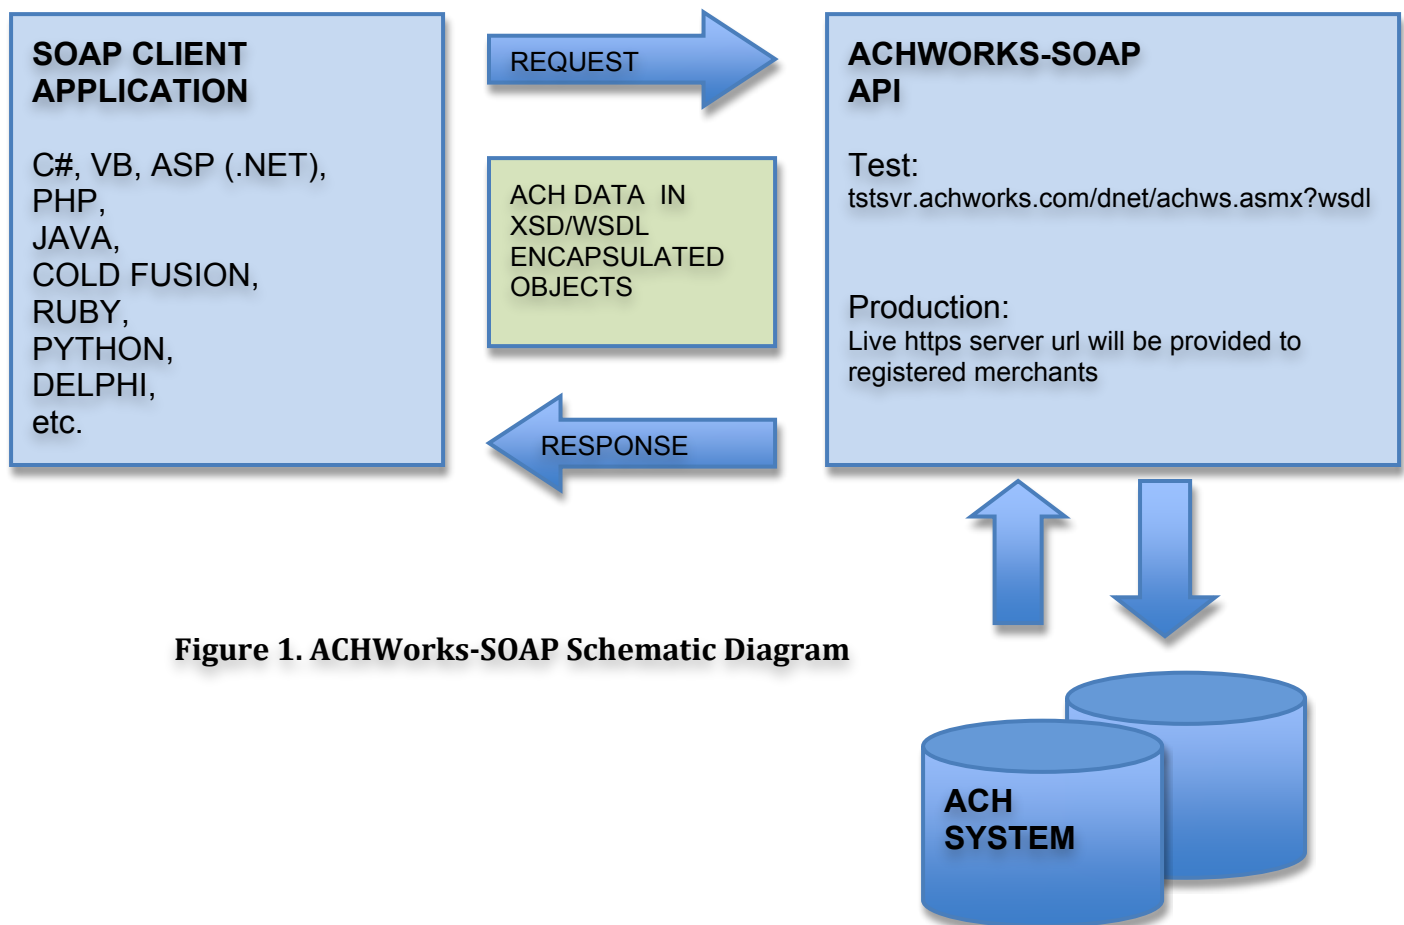 SOAP CLIENT
APPLICATION
C#, VB, ASP (.NET),
PHP,
JAVA,
COLD FUSION,
RUBY,
PYTHON,
DELPHI,
etc.
REQUEST
ACH DATA  IN
XSD/WSDL
ENCAPSULATED
OBJECTS
RESPONSE
ACHWORKS-SOAP
API
Test:
tstsvr.achworks.com/dnet/achws.asmx?wsdl
Production:
Live https server url will be provided to
registered merchants
Figure 1. ACHWorks-SOAP Schematic Diagram
ACH
SYSTEM